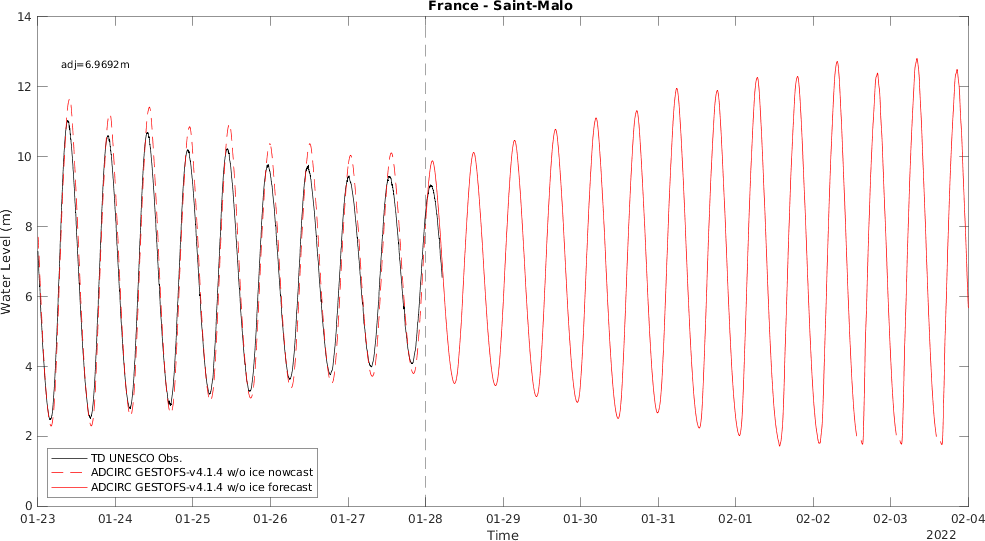 France - Saint-Malo
adj=6.9692m
14
12
10
8
6
4
2
0
Water Level (m)
TD UNESCO Obs.
ADCIRC GESTOFS-v4.1.4 w/o ice nowcast
ADCIRC GESTOFS-v4.1.4 w/o ice forecast
01-23 01-24 01-25 01-26 01-27 01-28 01-29 01-30 01-31 02-01 02-02 02-03 02-04
Time
2022